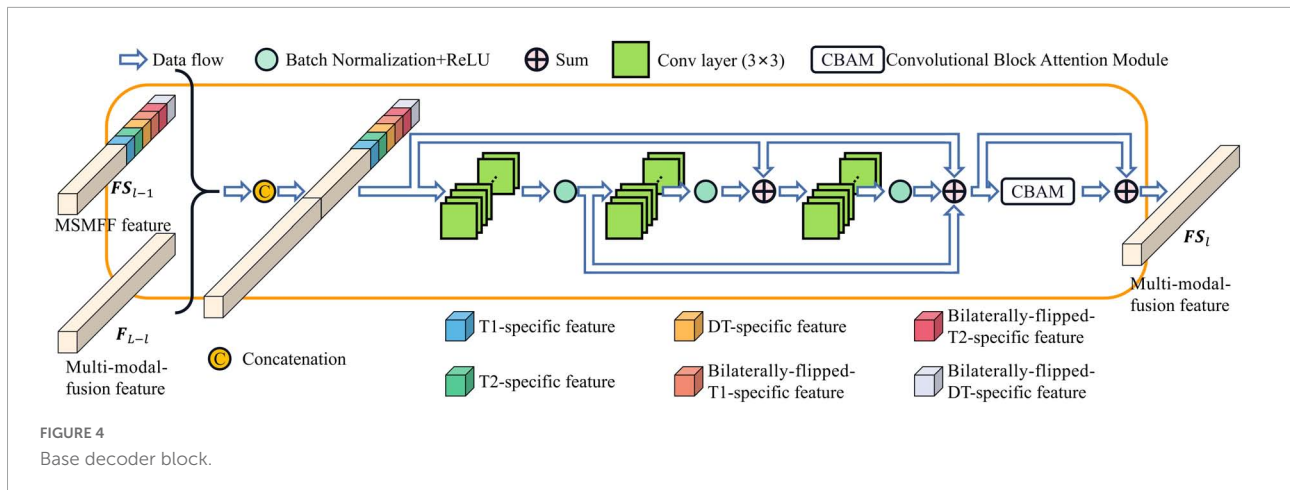 Data flow
Batch Normalization+ReLU
Sum
Conv layer (3×3)
CBAM
Convolutional Block Attention Module
FS_{l−1}
MSMFF feature
C
CBAM
FS_l
Multi-modal-
fusion feature
F_{L−l}
Multi-modal-
fusion feature
C
Concatenation
T1-specific feature
DT-specific feature
Bilaterally-flipped-
T2-specific feature
T2-specific feature
Bilaterally-flipped-
T1-specific feature
Bilaterally-flipped-
DT-specific feature
FIGURE 4
Base decoder block.